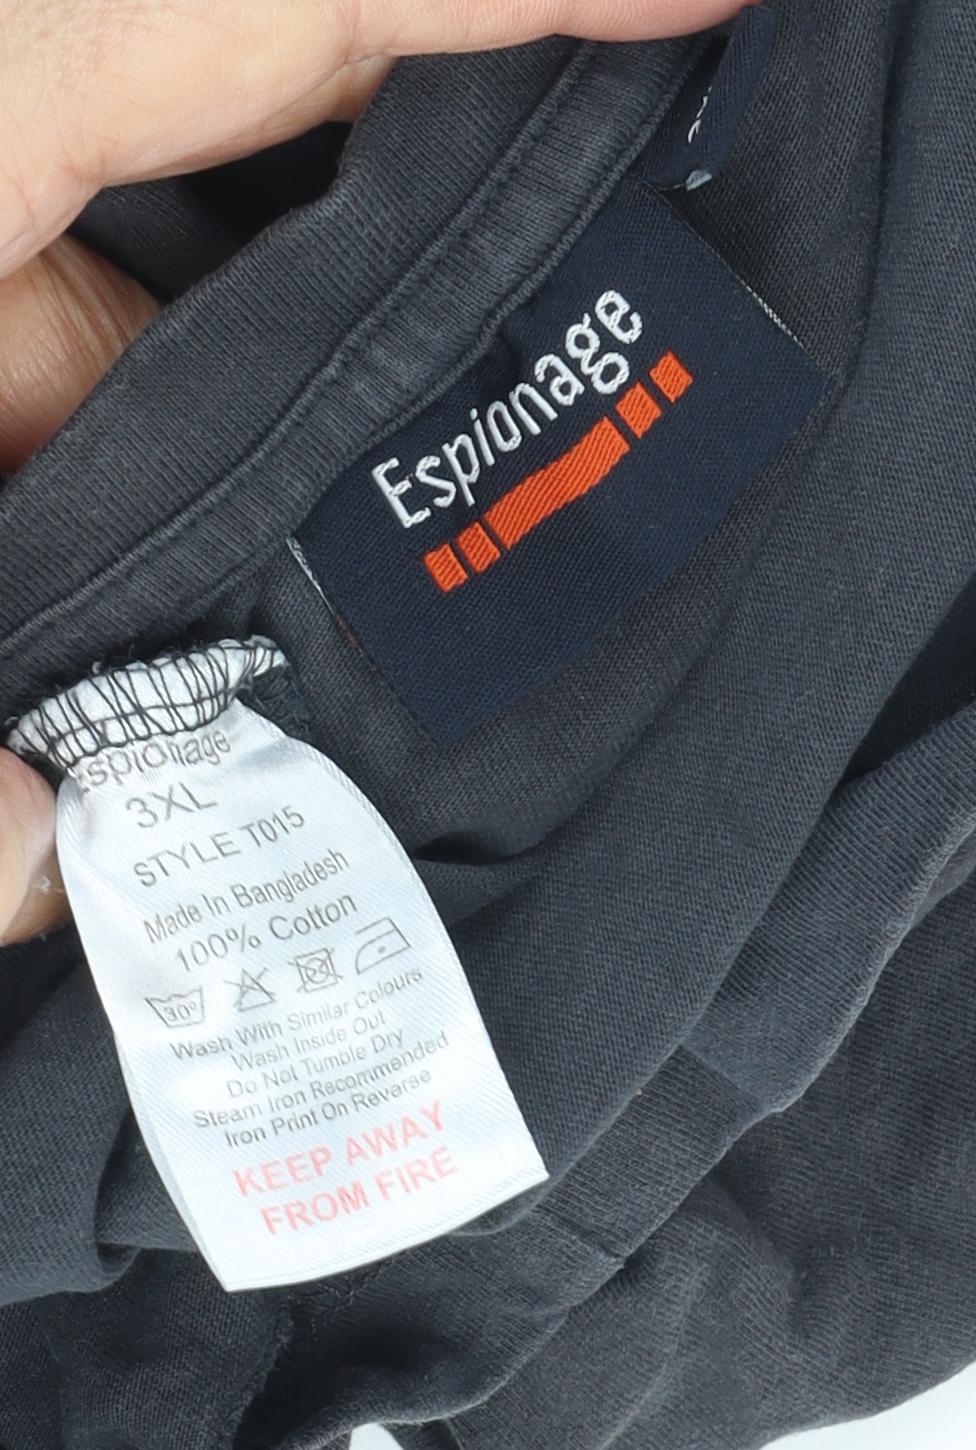 Espionage
Espionage
3XL
STYLE T015
Made In Bangladesh
100% Cotton
30°
Wash With Similar Colours
Wash Inside Out
Do Not Tumble Dry
Steam Iron Recommended
Iron Print On Reverse
KEEP AWAY
FROM FIRE